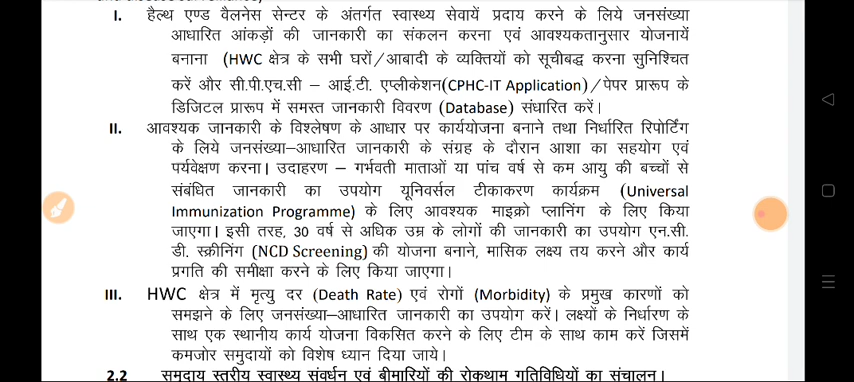 I. हैल्थ एण्ड वैलनेस सेन्टर के अंतर्गत स्वास्थ्य सेवायें प्रदाय करने के लिये जनसंख्या
आधारित आंकड़ों की जानकारी का संकलन करना एवं आवश्यकतानुसार योजनायें
बनाना (HWC क्षेत्र के सभी घरों/आबादी के व्यक्तियों को सूचीबद्ध करना सुनिश्चित
करें और सी.पी.एच.सी – आई.टी. एप्लीकेशन(CPHC-IT Application)/पेपर प्रारूप के
डिजिटल प्रारूप में समस्त जानकारी विवरण (Database) संधारित करें।
II. आवश्यक जानकारी के विश्लेषण के आधार पर कार्ययोजना बनाने तथा निर्धारित रिपोर्टिंग
के लिये जनसंख्या–आधारित जानकारी के संग्रह के दौरान आशा का सहयोग एवं
पर्यवेक्षण करना। उदाहरण – गर्भवती माताओं या पांच वर्ष से कम आयु की बच्चों से
संबंधित जानकारी का उपयोग यूनिवर्सल टीकाकरण कार्यक्रम (Universal
Immunization Programme) के लिए आवश्यक माइक्रो प्लानिंग के लिए किया
जाएगा। इसी तरह, 30 वर्ष से अधिक उम्र के लोगों की जानकारी का उपयोग एन.सी.
डी. स्क्रीनिंग (NCD Screening) की योजना बनाने, मासिक लक्ष्य तय करने और कार्य
प्रगति की समीक्षा करने के लिए किया जाएगा।
III. HWC क्षेत्र में मृत्यु दर (Death Rate) एवं रोगों (Morbidity) के प्रमुख कारणों को
समझने के लिए जनसंख्या–आधारित जानकारी का उपयोग करें। लक्ष्यों के निर्धारण के
साथ एक स्थानीय कार्य योजना विकसित करने के लिए टीम के साथ काम करें जिसमें
कमजोर समुदायों को विशेष ध्यान दिया जाये।
2.2 समुदाय स्तरीय स्वास्थ्य संवर्धन एवं बीमारियों की रोकथाम गतिविधियों का संचालन।